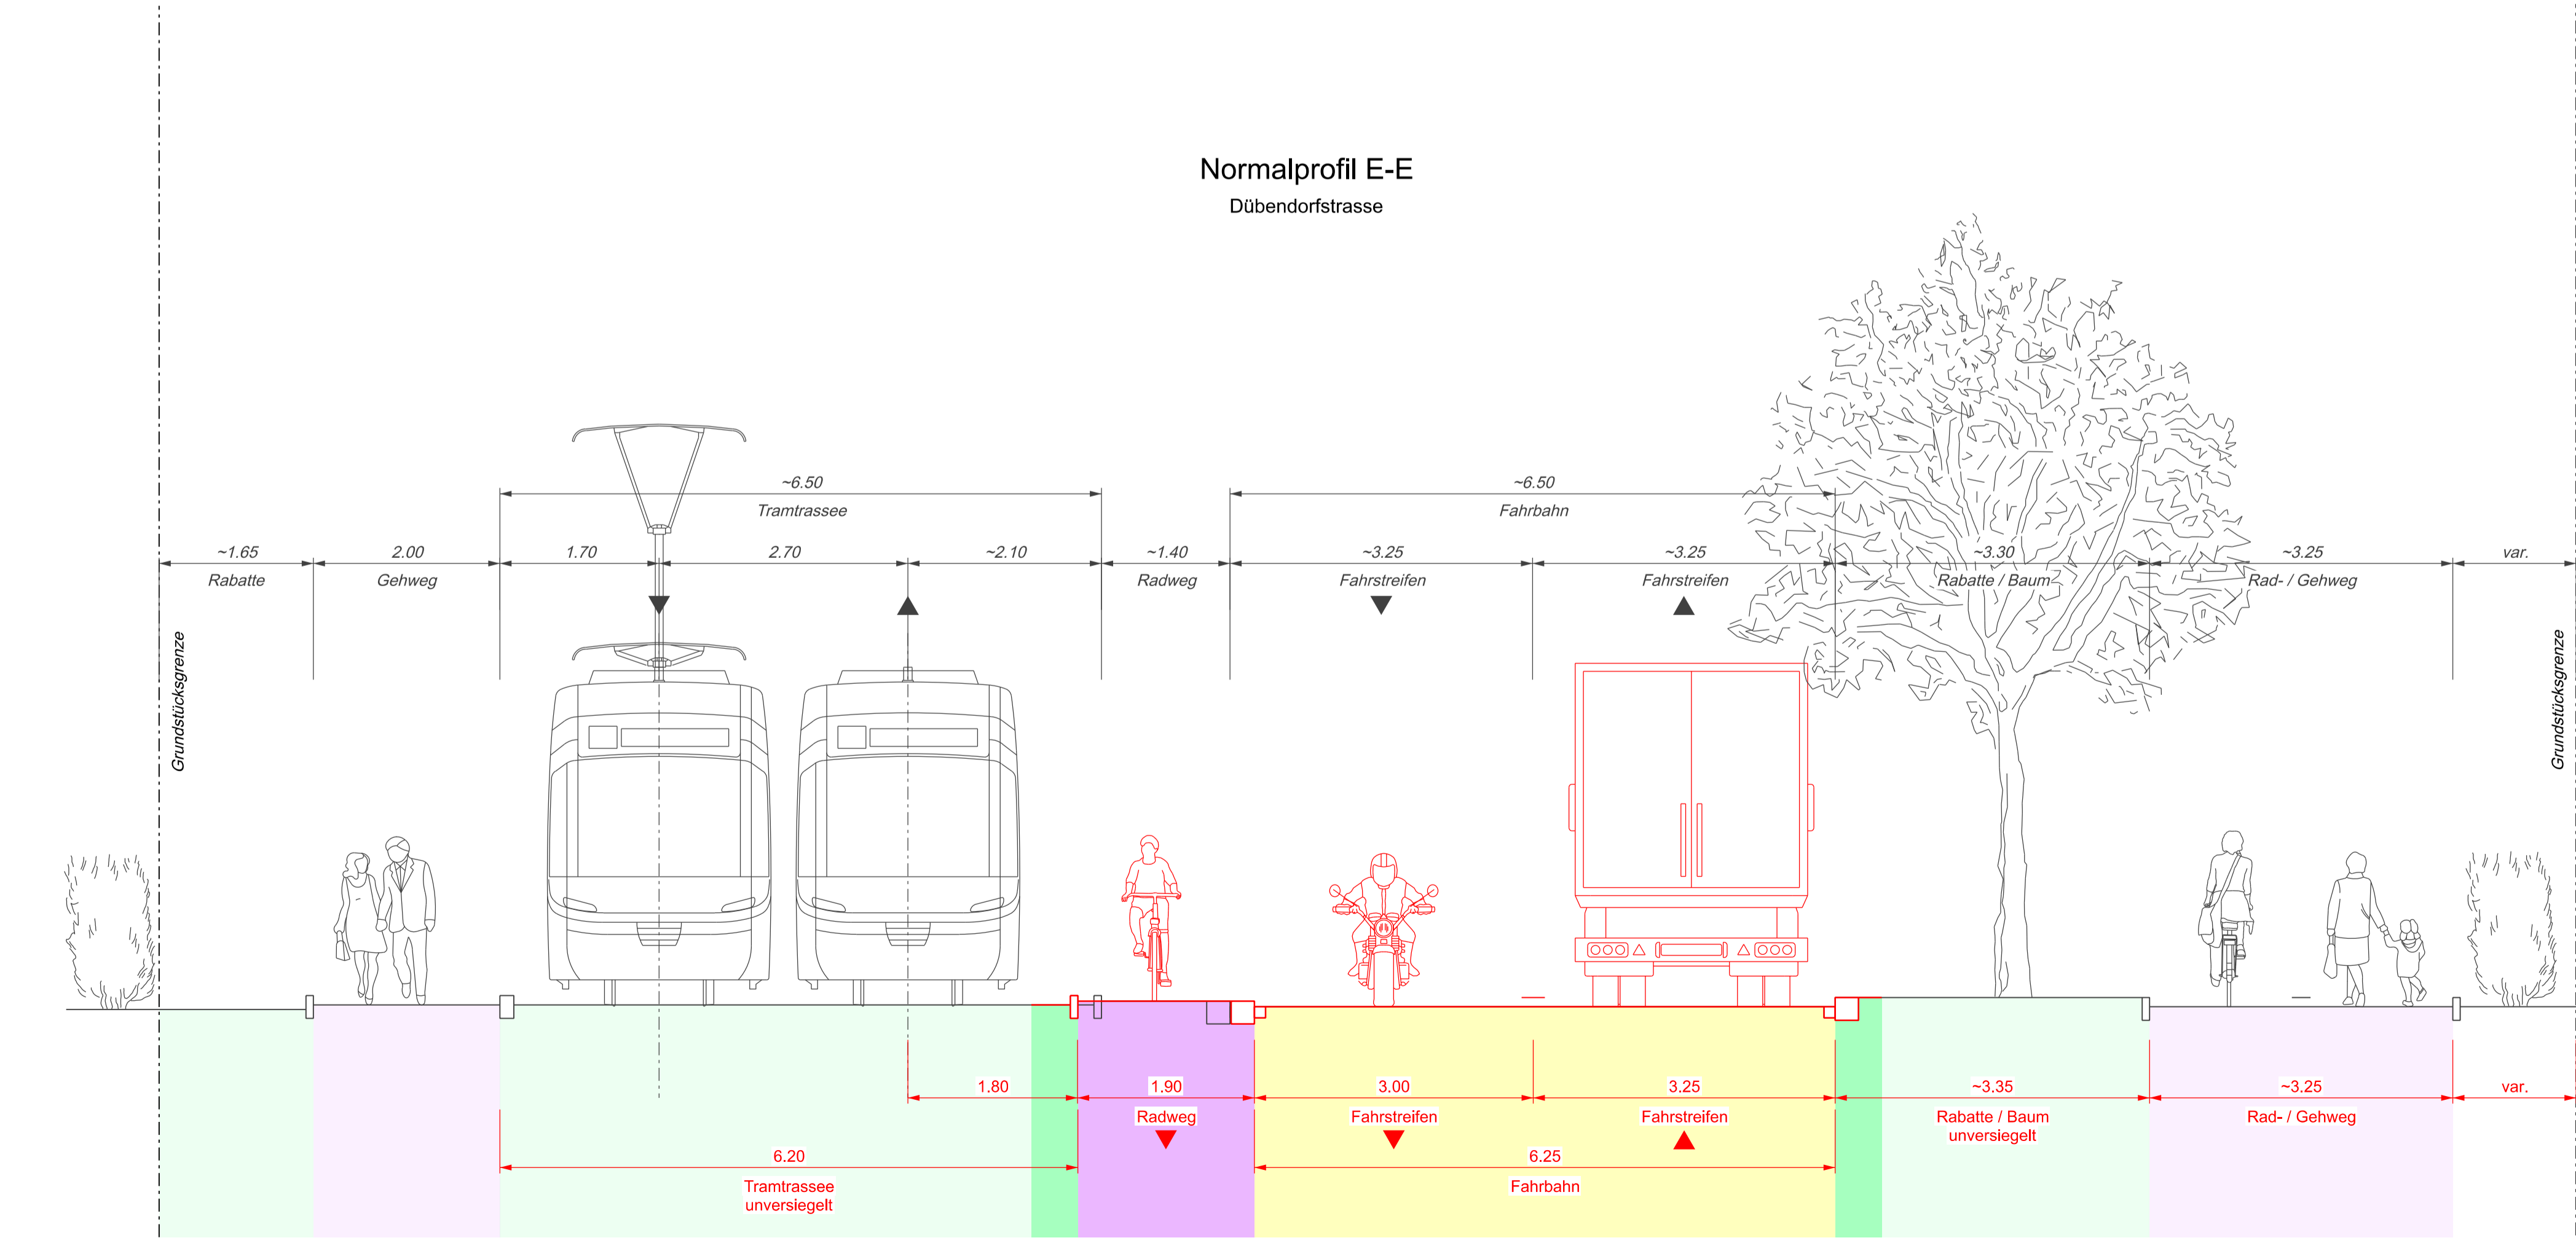 Normalprofil E-E
Dübendorfstrasse
~6.50
Tramtrassee
~6.50
Fahrbahn
~1.65
Rabatte
2.00
Gehweg
1.70
2.70
~2.10
~1.40
Radweg
~3.25
Fahrstreifen
~3.25
Fahrstreifen
~3.30
Rabatte / Baum
~3.25
Rad- / Gehweg
var.
Grundstücksgrenze
Grundstücksgrenze
1.80
1.90
Radweg
3.00
Fahrstreifen
3.25
Fahrstreifen
~3.35
Rabatte / Baum
unversiegelt
~3.25
Rad- / Gehweg
var.
6.20
Tramtrassee
unversiegelt
6.25
Fahrbahn